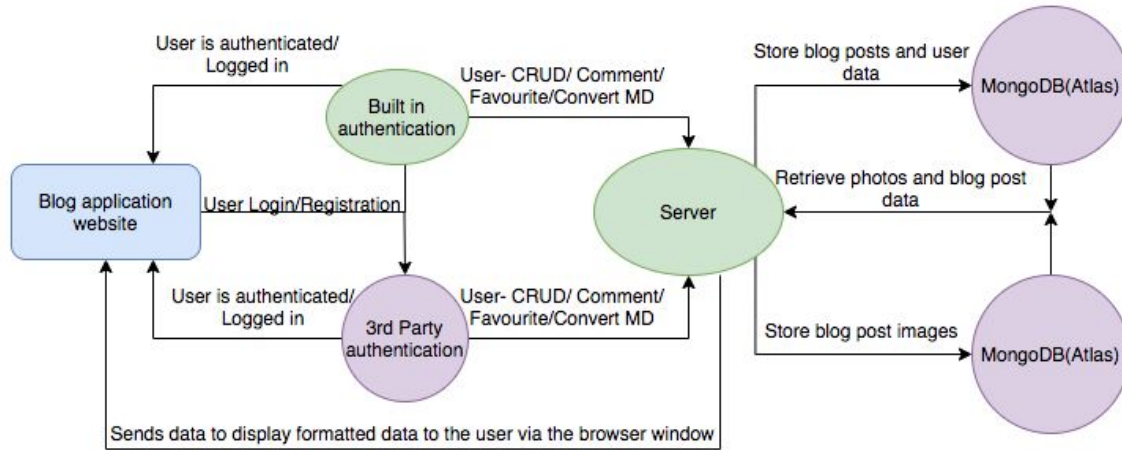 User is authenticated/
Logged in
User- CRUD/ Comment/
Favourite/Convert MD
Built in
authentication
Store blog posts and user
data
MongoDB(Atlas)
Blog application
website
User Login/Registration
Server
Retrieve photos and blog post
data
User is authenticated/
Logged in
3rd Party
authentication
User- CRUD/ Comment/
Favourite/Convert MD
Store blog post images
MongoDB(Atlas)
Sends data to display formatted data to the user via the browser window